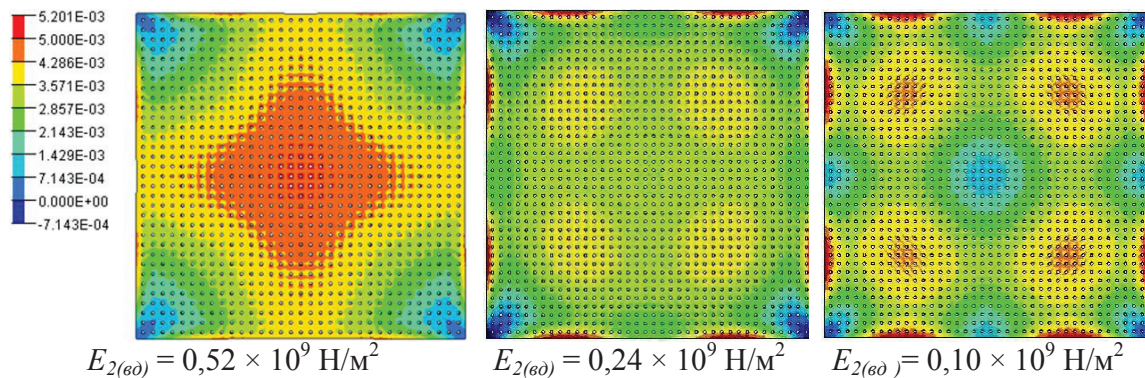 5.201E-03
5.000E-03
4.286E-03
3.571E-03
2.857E-03
2.143E-03
1.429E-03
7.143E-04
0.000E+00
-7.143E-04
E₂₍вд₎ = 0,52 × 10⁹ Н/м² E₂₍вд₎ = 0,24 × 10⁹ Н/м² E₂₍вд ₎= 0,10 × 10⁹ Н/м²